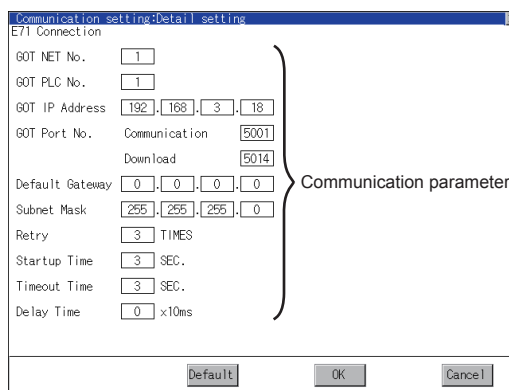 Communication setting:Detail setting
E71 Connection
GOT NET No. 1
GOT PLC No. 1
GOT IP Address 192 . 168 . 3 . 18
GOT Port No. Communication 5001
Download 5014
Default Gateway 0 . 0 . 0 . 0
Communication parameter
Subnet Mask 255 . 255 . 255 . 0
Retry 3 TIMES
Startup Time 3 SEC.
Timeout Time 3 SEC.
Delay Time 0 ×10ms
Default OK Cancel